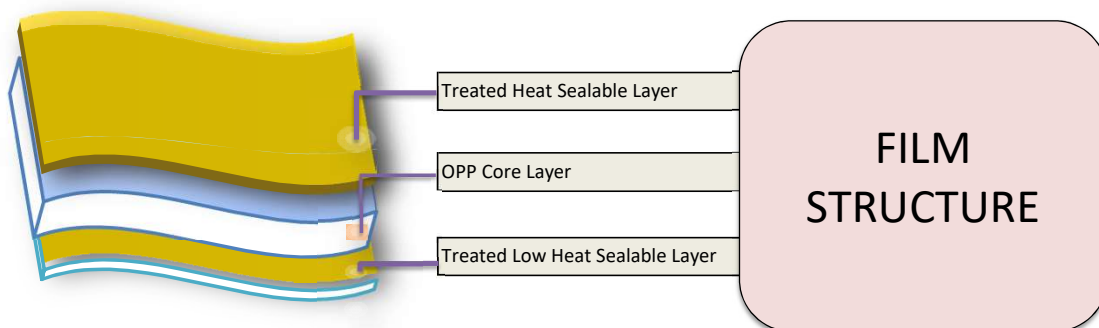 Treated Heat Sealable Layer
OPP Core Layer
Treated Low Heat Sealable Layer
FILM
STRUCTURE